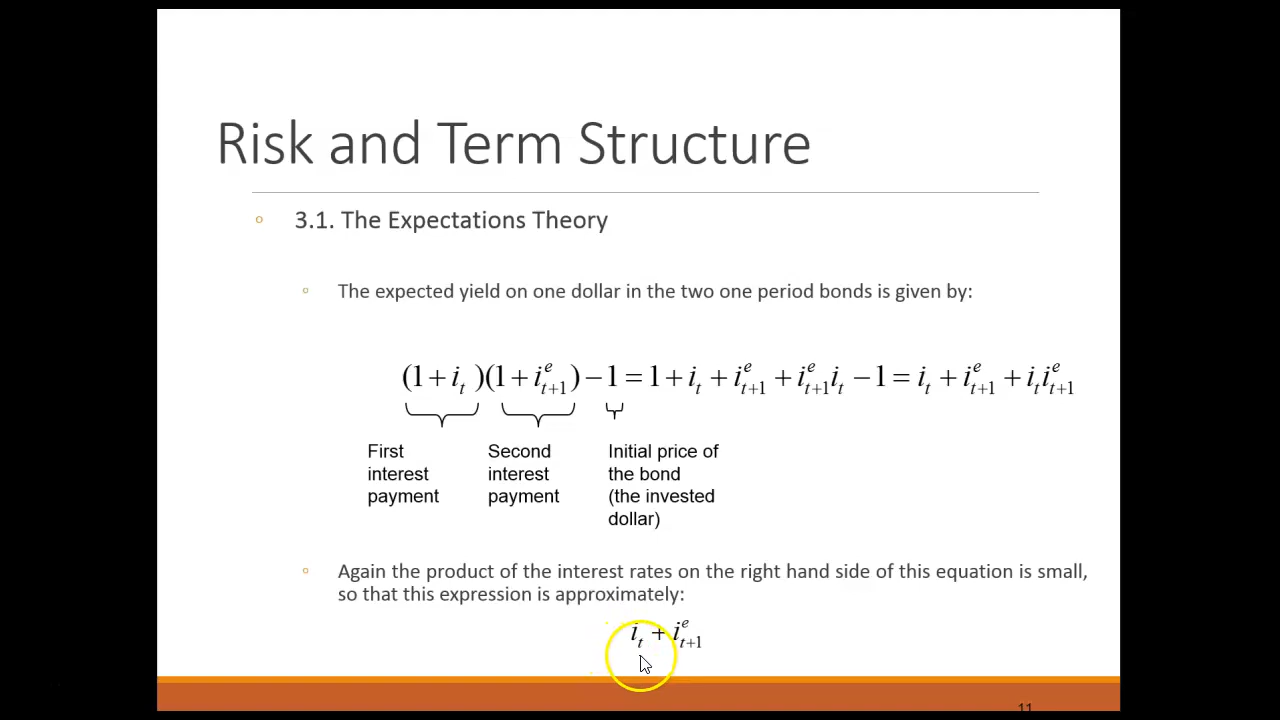 Risk and Term Structure
3.1. The Expectations Theory
The expected yield on one dollar in the two one period bonds is given by:
(1 + i_t)(1 + i^e_{t+1}) − 1 = 1 + i_t + i^e_{t+1} + i^e_{t+1} i_t − 1 = i_t + i^e_{t+1} + i_t i^e_{t+1}
First
interest
payment
Second
interest
payment
Initial price of
the bond
(the invested
dollar)
Again the product of the interest rates on the right hand side of this equation is small,
so that this expression is approximately:
i_t + i^e_{t+1}
11